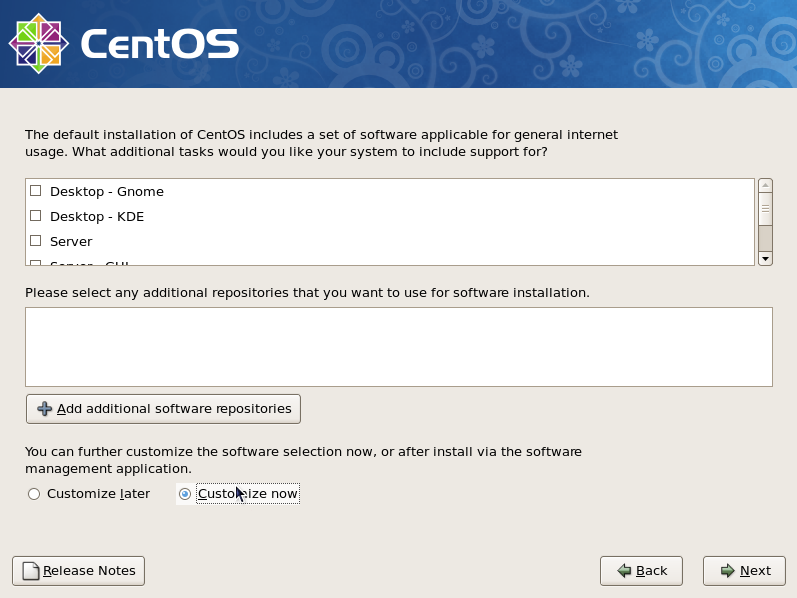 CentOS
The default installation of CentOS includes a set of software applicable for general internet
usage. What additional tasks would you like your system to include support for?
Desktop - Gnome
Desktop - KDE
Server
Server - GUI
Please select any additional repositories that you want to use for software installation.
Add additional software repositories
You can further customize the software selection now, or after install via the software
management application.
Customize later
Customize now
Release Notes
Back
Next